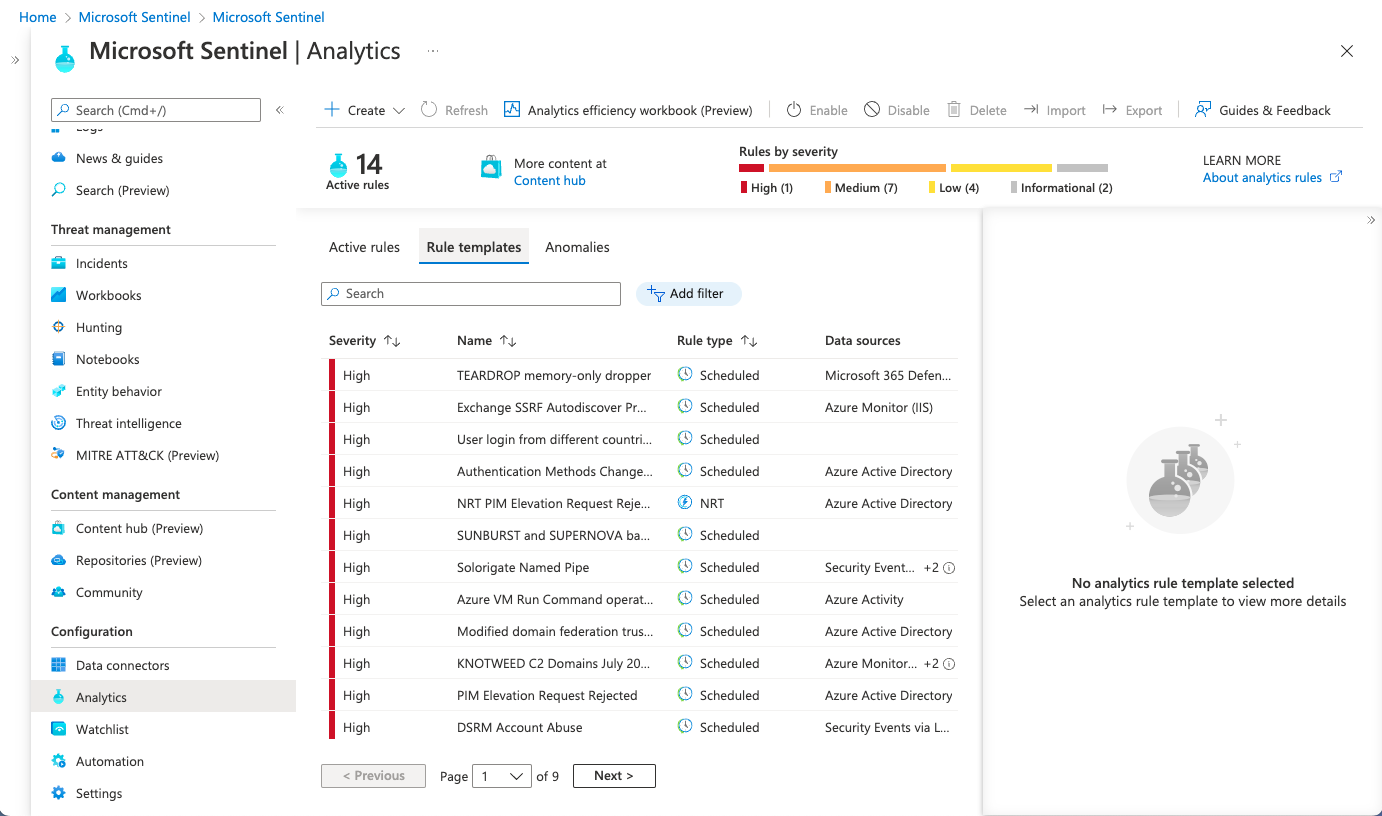 Home > Microsoft Sentinel > Microsoft Sentinel
Microsoft Sentinel | Analytics ...
Search (Cmd+/)
Logs
News & guides
Search (Preview)
Threat management
Incidents
Workbooks
Hunting
Notebooks
Entity behavior
Threat intelligence
MITRE ATT&CK (Preview)
Content management
Content hub (Preview)
Repositories (Preview)
Community
Configuration
Data connectors
Analytics
Watchlist
Automation
Settings
Create Refresh Analytics efficiency workbook (Preview) Enable Disable Delete Import Export Guides & Feedback
14
Active rules
More content at
Content hub
Rules by severity
High (1) Medium (7) Low (4) Informational (2)
LEARN MORE
About analytics rules
Active rules Rule templates Anomalies
Search Add filter
Severity Name Rule type Data sources
High TEARDROP memory-only dropper Scheduled Microsoft 365 Defen...
High Exchange SSRF Autodiscover Pr... Scheduled Azure Monitor (IIS)
High User login from different countri... Scheduled
High Authentication Methods Change... Scheduled Azure Active Directory
High NRT PIM Elevation Request Reje... NRT Azure Active Directory
High SUNBURST and SUPERNOVA ba... Scheduled
High Solorigate Named Pipe Scheduled Security Event... +2
High Azure VM Run Command operat... Scheduled Azure Activity
High Modified domain federation trus... Scheduled Azure Active Directory
High KNOTWEED C2 Domains July 20... Scheduled Azure Monitor... +2
High PIM Elevation Request Rejected Scheduled Azure Active Directory
High DSRM Account Abuse Scheduled Security Events via L...
< Previous Page 1 of 9 Next >
No analytics rule template selected
Select an analytics rule template to view more details